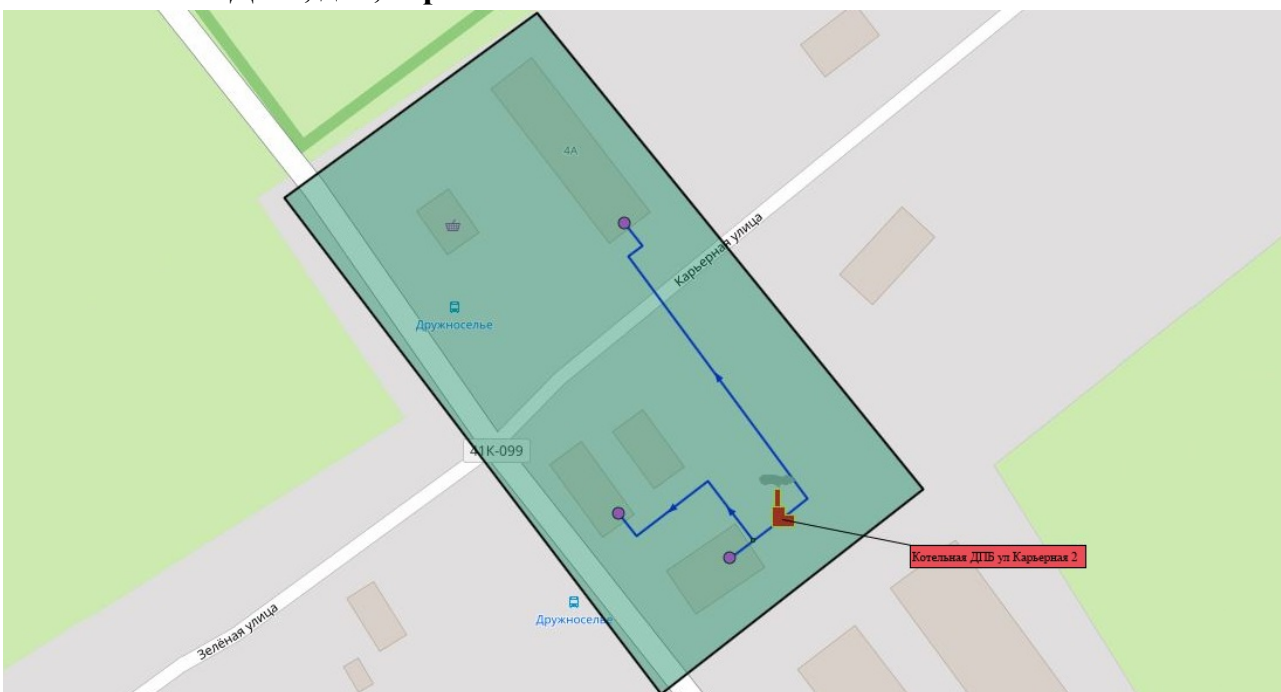 4А
Карьерная улица
Дружноселье
41К-099
Котельная ДПБ ул Карьерная 2
Зелёная улица
Дружноселье